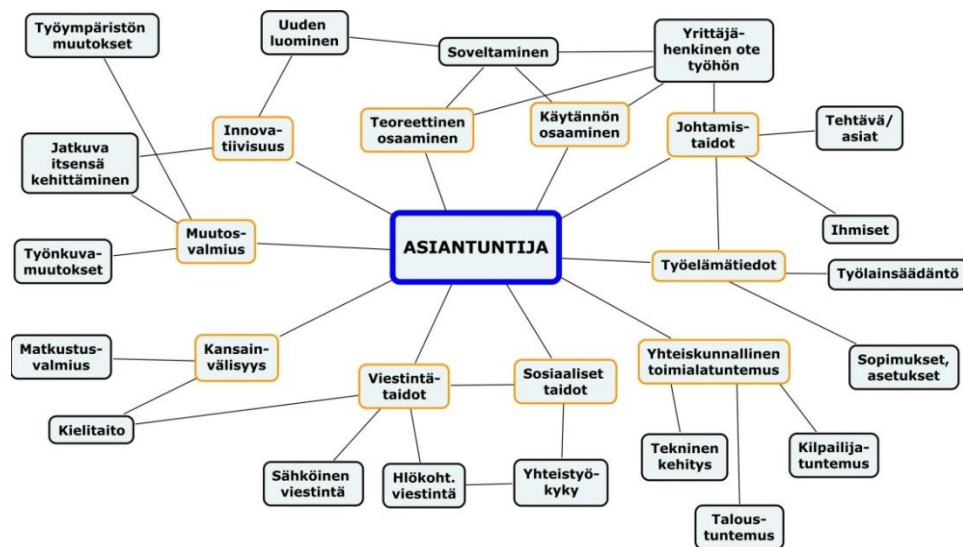 Työympäristön
muutokset
Uuden
luominen
Soveltaminen
Yrittäjä-
henkinen ote
työhön
Innova-
tiivisuus
Teoreettinen
osaaminen
Käytännön
osaaminen
Johtamis-
taidot
Tehtävä/
asiat
Jatkuva
itsensä
kehittäminen
Muutos-
valmius
ASIANTUNTIJA
Ihmiset
Työnkuva-
muutokset
Työelämätiedot
Työlainsäädäntö
Matkustus-
valmius
Kansain-
välisyys
Viestintä-
taidot
Sosiaaliset
taidot
Yhteiskunnallinen
toimialatuntemus
Sopimukset,
asetukset
Kielitaito
Sähköinen
viestintä
Hlökoht.
viestintä
Yhteistyö-
kyky
Tekninen
kehitys
Kilpailija-
tuntemus
Talous-
tuntemus